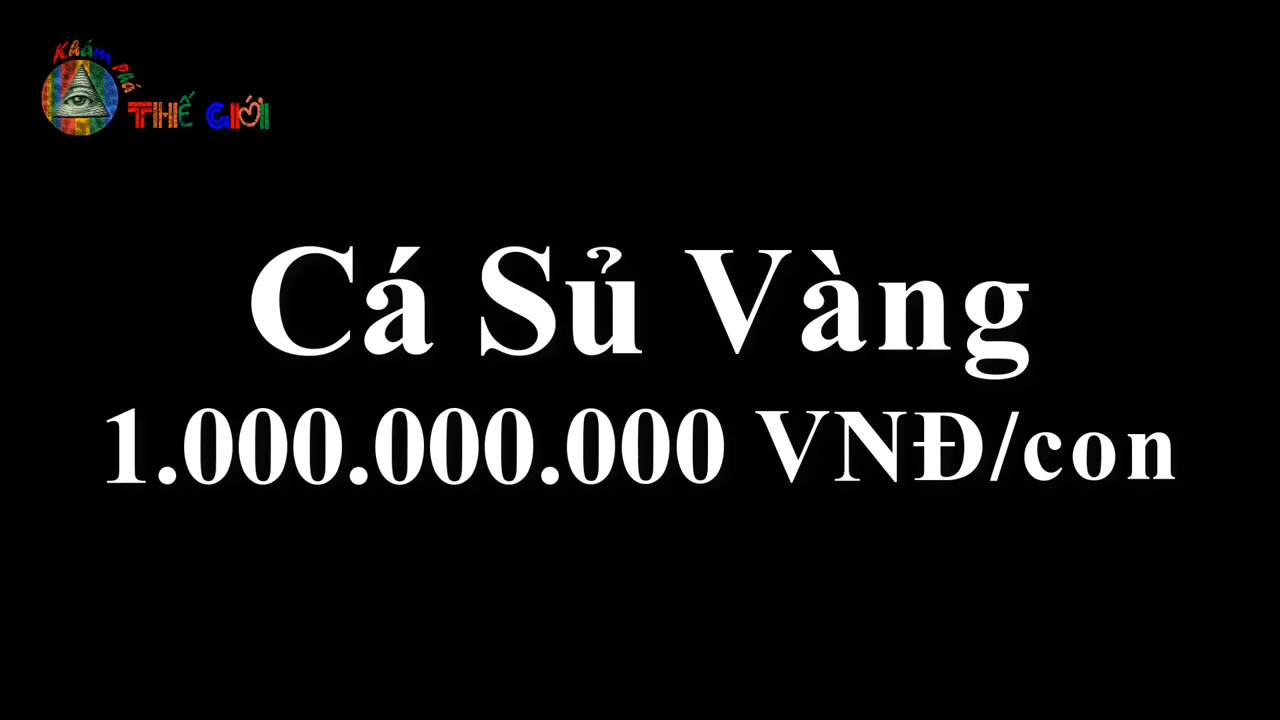 Khám phá
THẾ GIỚI
Cá Sủ Vàng
1.000.000.000 VNĐ/con